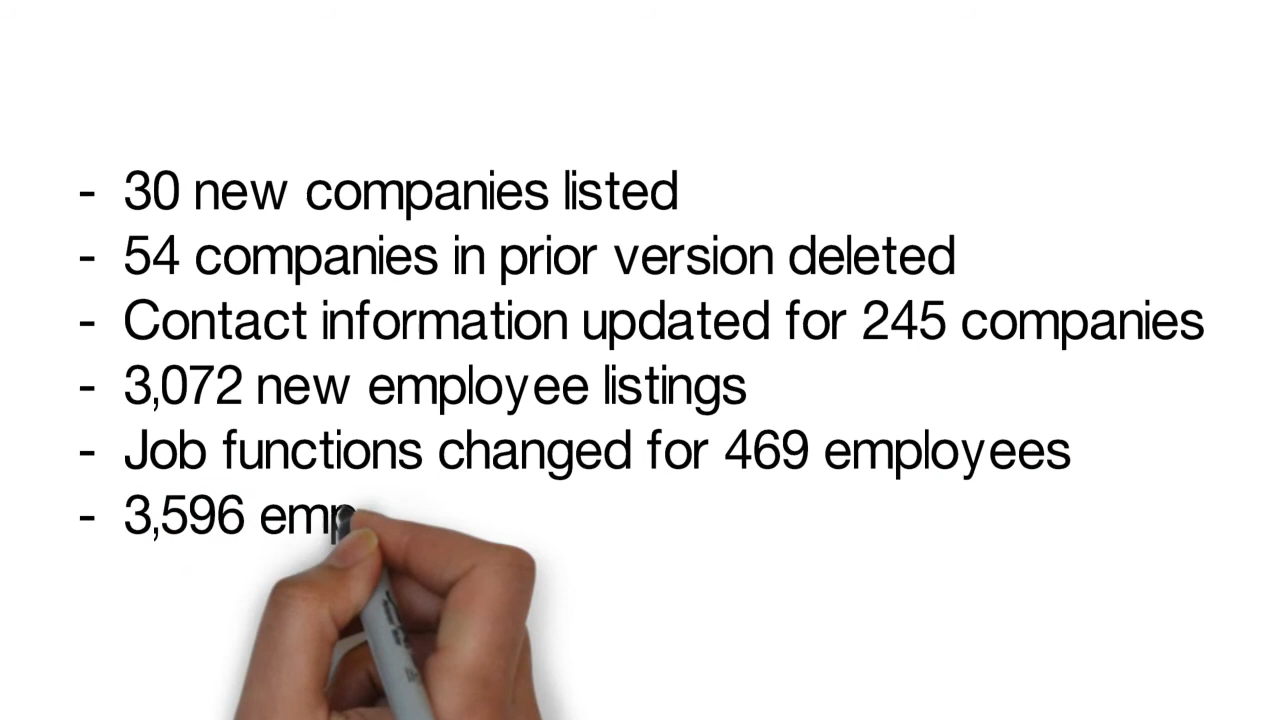 - 30 new companies listed
- 54 companies in prior version deleted
- Contact information updated for 245 companies
- 3,072 new employee listings
- Job functions changed for 469 employees
- 3,596 emp